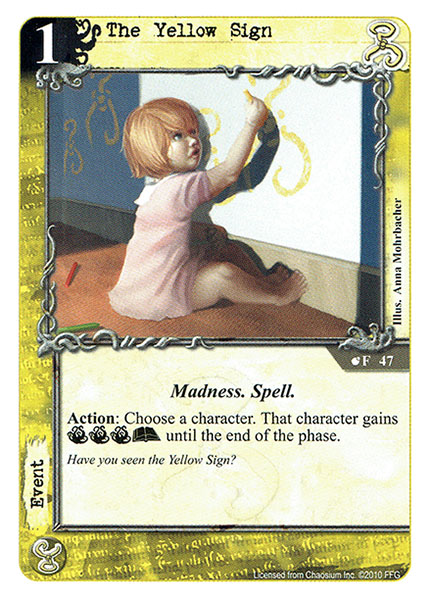 1 The Yellow Sign
Illus. Anna Mohrbacher
F 47
Madness. Spell.
Action: Choose a character. That character gains
until the end of the phase.
Have you seen the Yellow Sign?
Event
Licensed from Chaosium Inc. ©2010 FFG